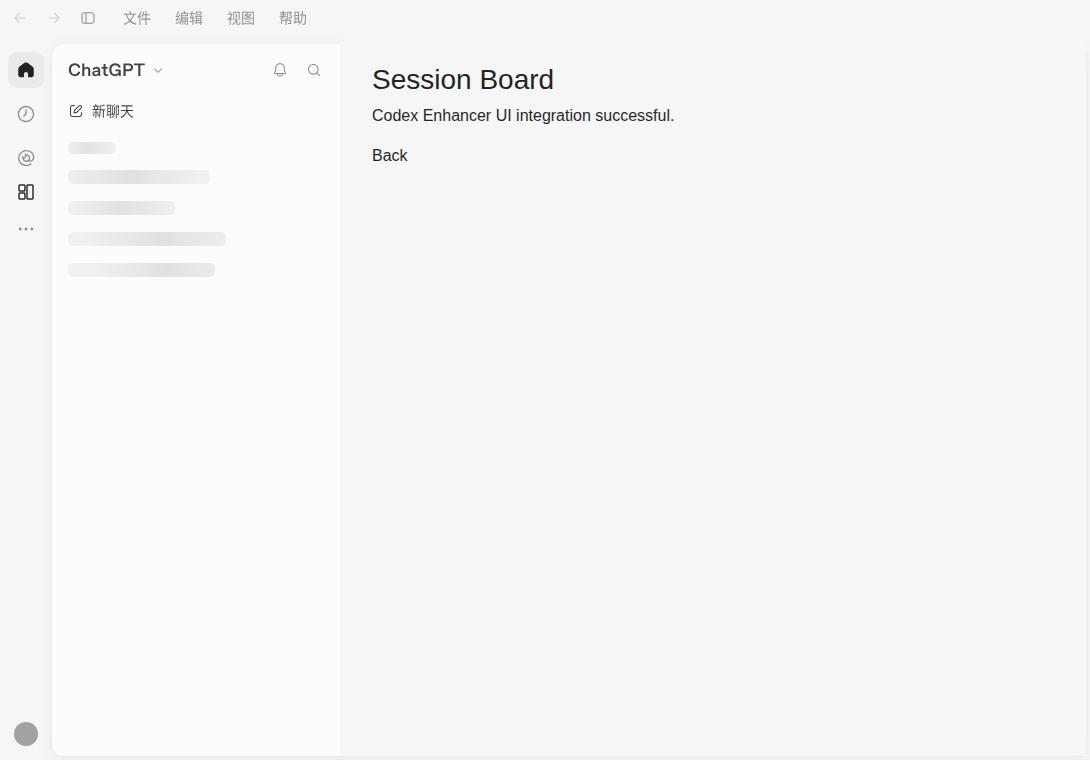 文件 编辑 视图 帮助
ChatGPT
新聊天
Session Board
Codex Enhancer UI integration successful.
Back